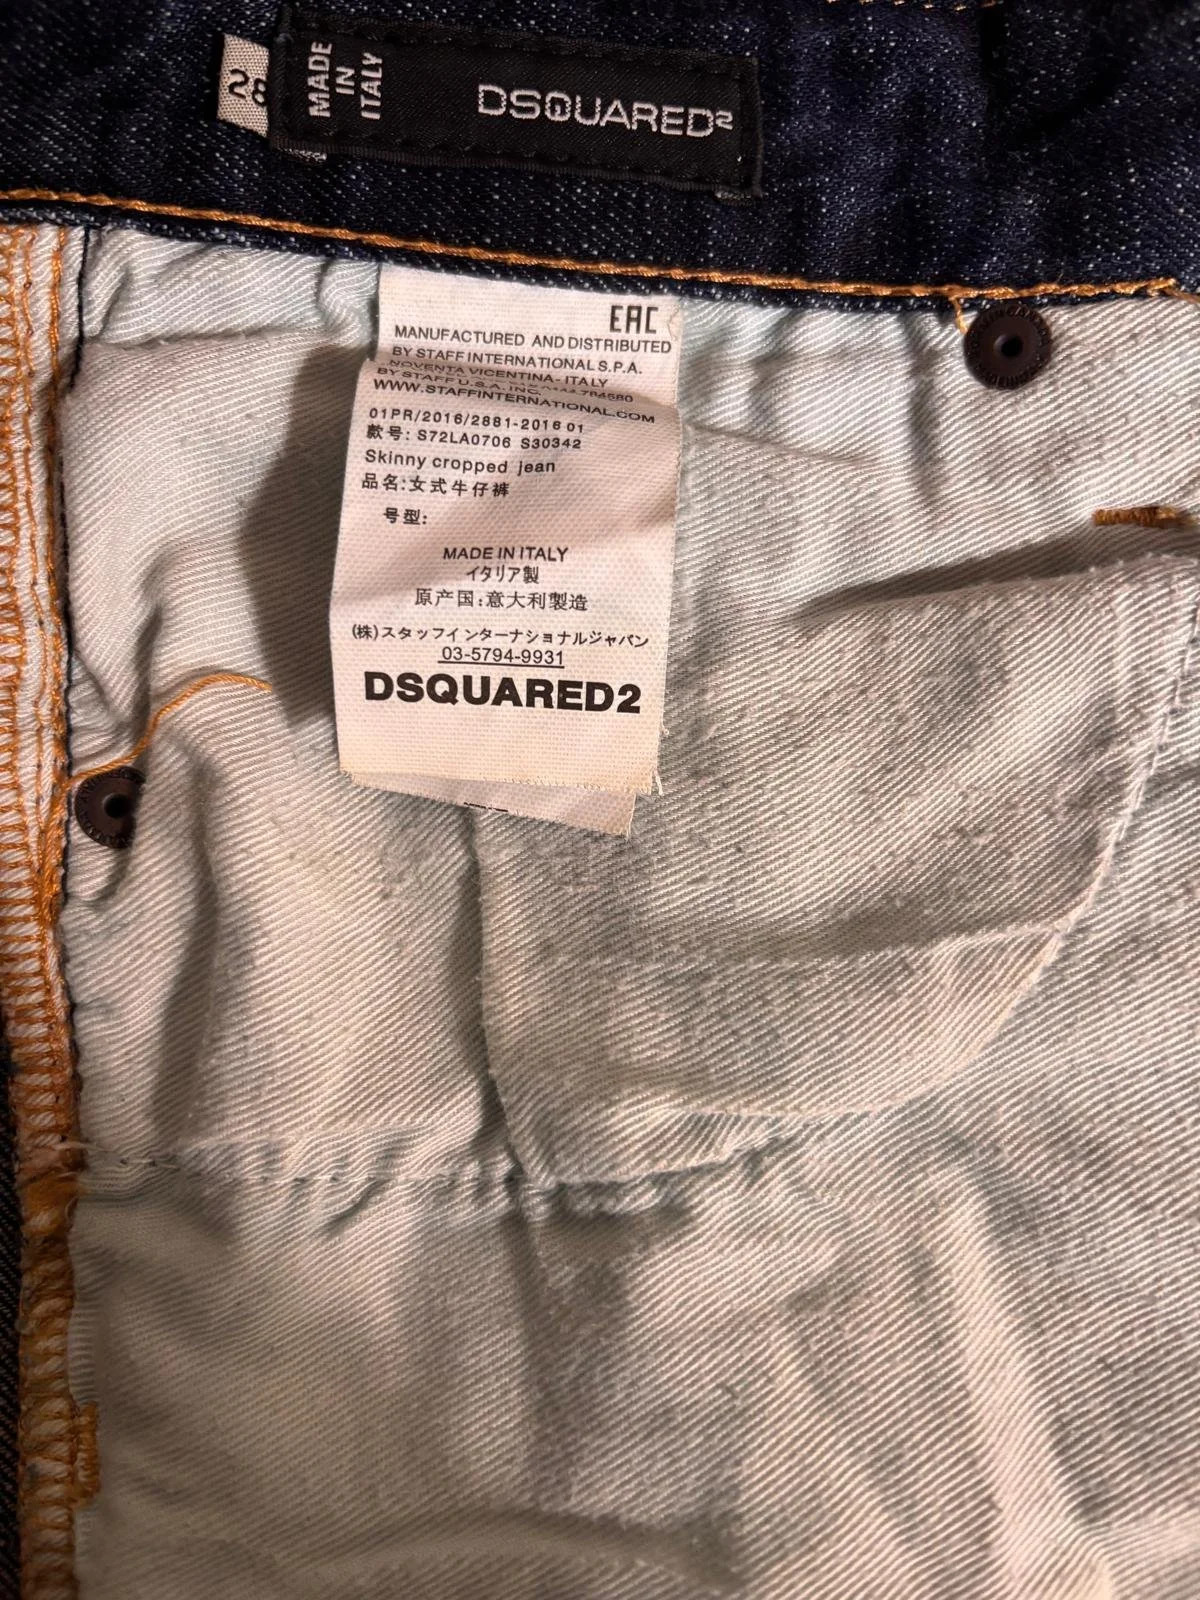 28
MADE
IN
ITALY
DSQUARED2
EAC
MANUFACTURED AND DISTRIBUTED
BY STAFF INTERNATIONAL S.P.A.
NOVENTA VICENTINA - ITALY
BY STAFF U.S.A. INC.
WWW.STAFFINTERNATIONAL.COM
01PR/2016/2881-2016 01
款号: S72LA0706 S30342
Skinny cropped jean
品名:女式牛仔裤
号型:
MADE IN ITALY
イタリア製
原产国:意大利製造
(株)スタッフインターナショナルジャパン
03-5794-9931
DSQUARED2